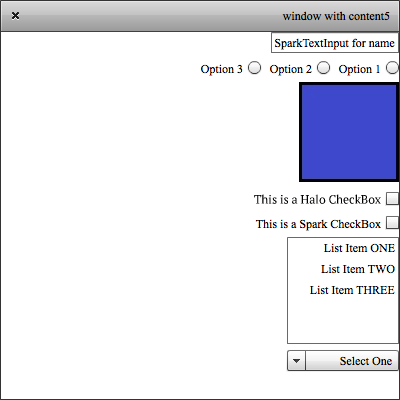 window with content5
SparkTextInput for name
Option 3 Option 2 Option 1
This is a Halo CheckBox
This is a Spark CheckBox
List Item ONE
List Item TWO
List Item THREE
Select One